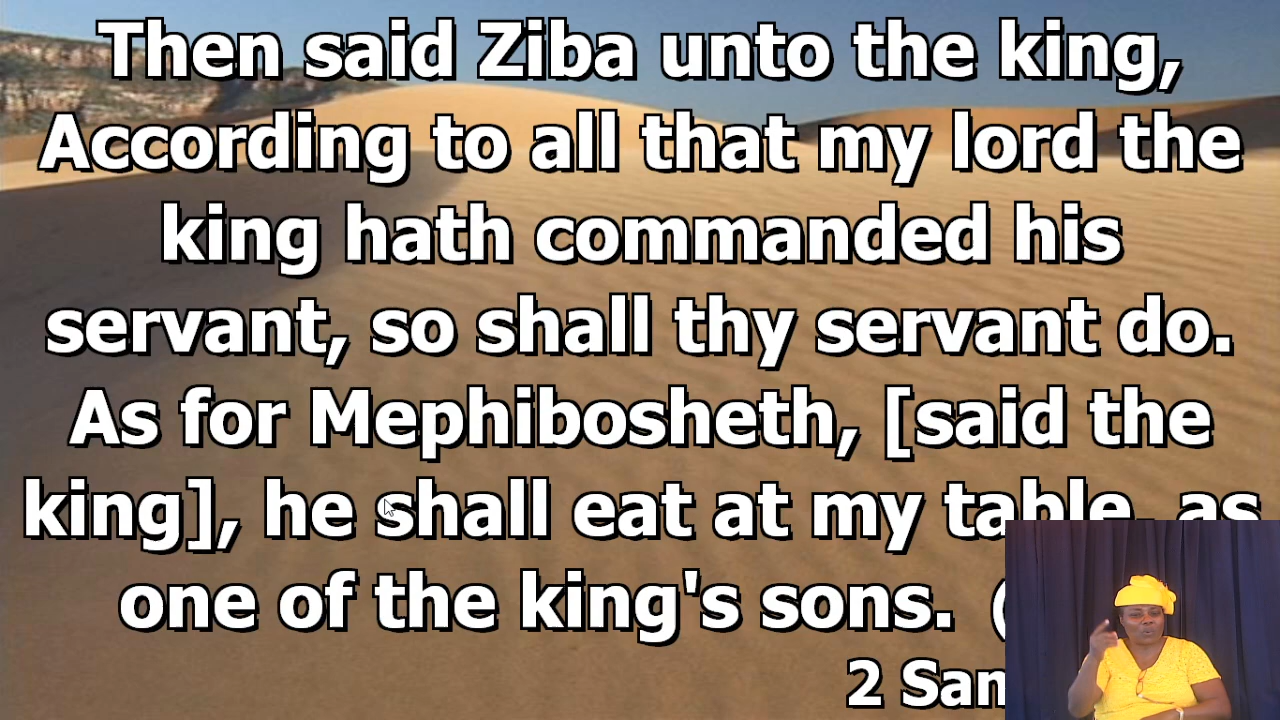 Then said Ziba unto the king,
According to all that my lord the
king hath commanded his
servant, so shall thy servant do.
As for Mephibosheth, [said the
king], he shall eat at my table, as
one of the king's sons. (
2 Sam